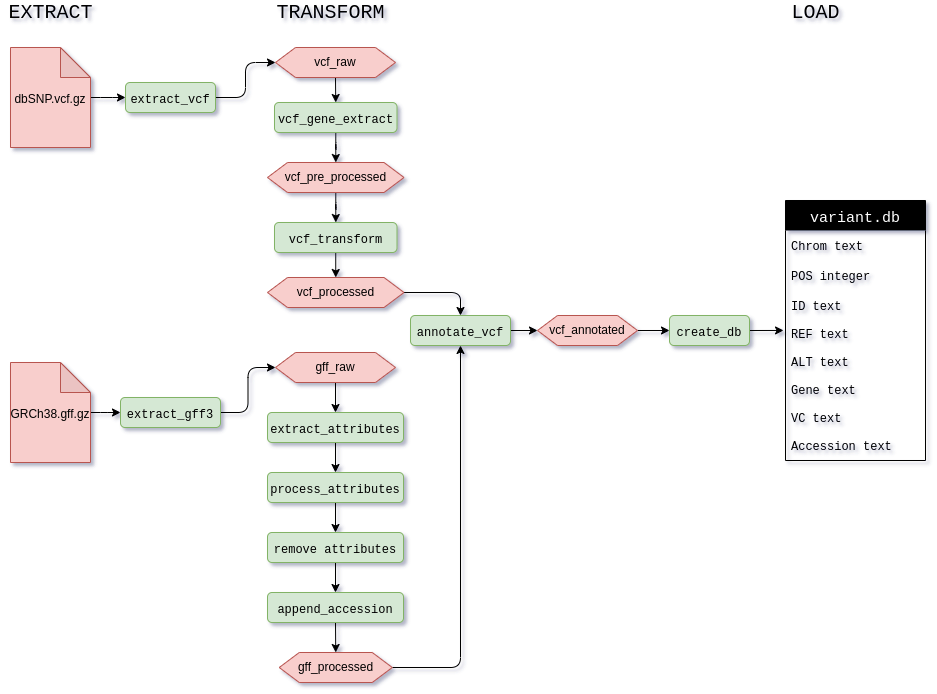 EXTRACT
TRANSFORM
LOAD
dbSNP.vcf.gz
extract_vcf
vcf_raw
vcf_gene_extract
vcf_pre_processed
vcf_transform
vcf_processed
GRCh38.gff.gz
extract_gff3
gff_raw
extract_attributes
process_attributes
remove attributes
append_accession
gff_processed
annotate_vcf
vcf_annotated
create_db
variant.db
Chrom text
POS integer
ID text
REF text
ALT text
Gene text
VC text
Accession text